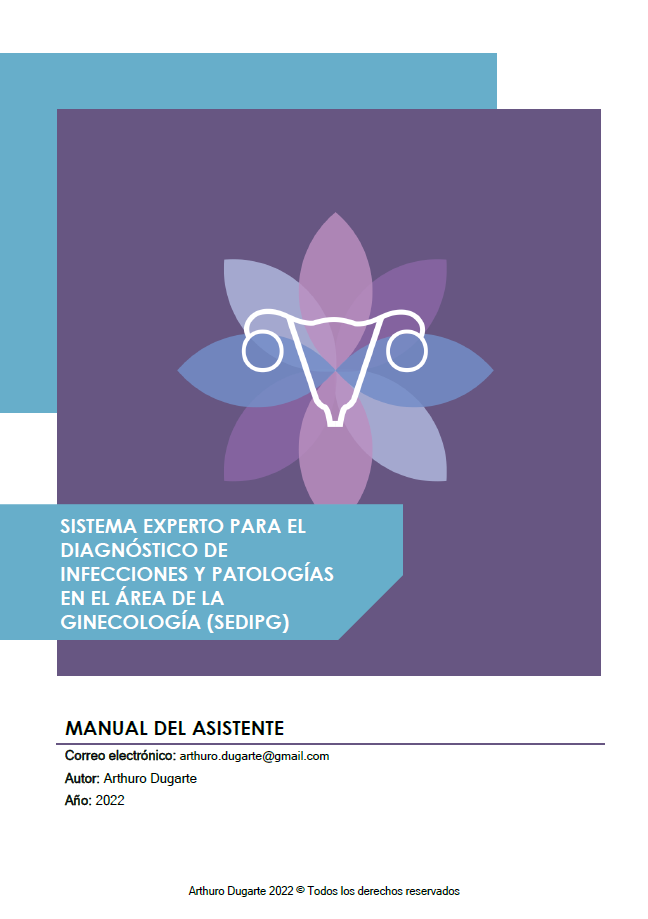 SISTEMA EXPERTO PARA EL
DIAGNÓSTICO DE
INFECCIONES Y PATOLOGÍAS
EN EL ÁREA DE LA
GINECOLOGÍA (SEDIPG)
MANUAL DEL ASISTENTE
Correo electrónico: arthuro.dugarte@gmail.com
Autor: Arthuro Dugarte
Año: 2022
Arthuro Dugarte 2022 © Todos los derechos reservados